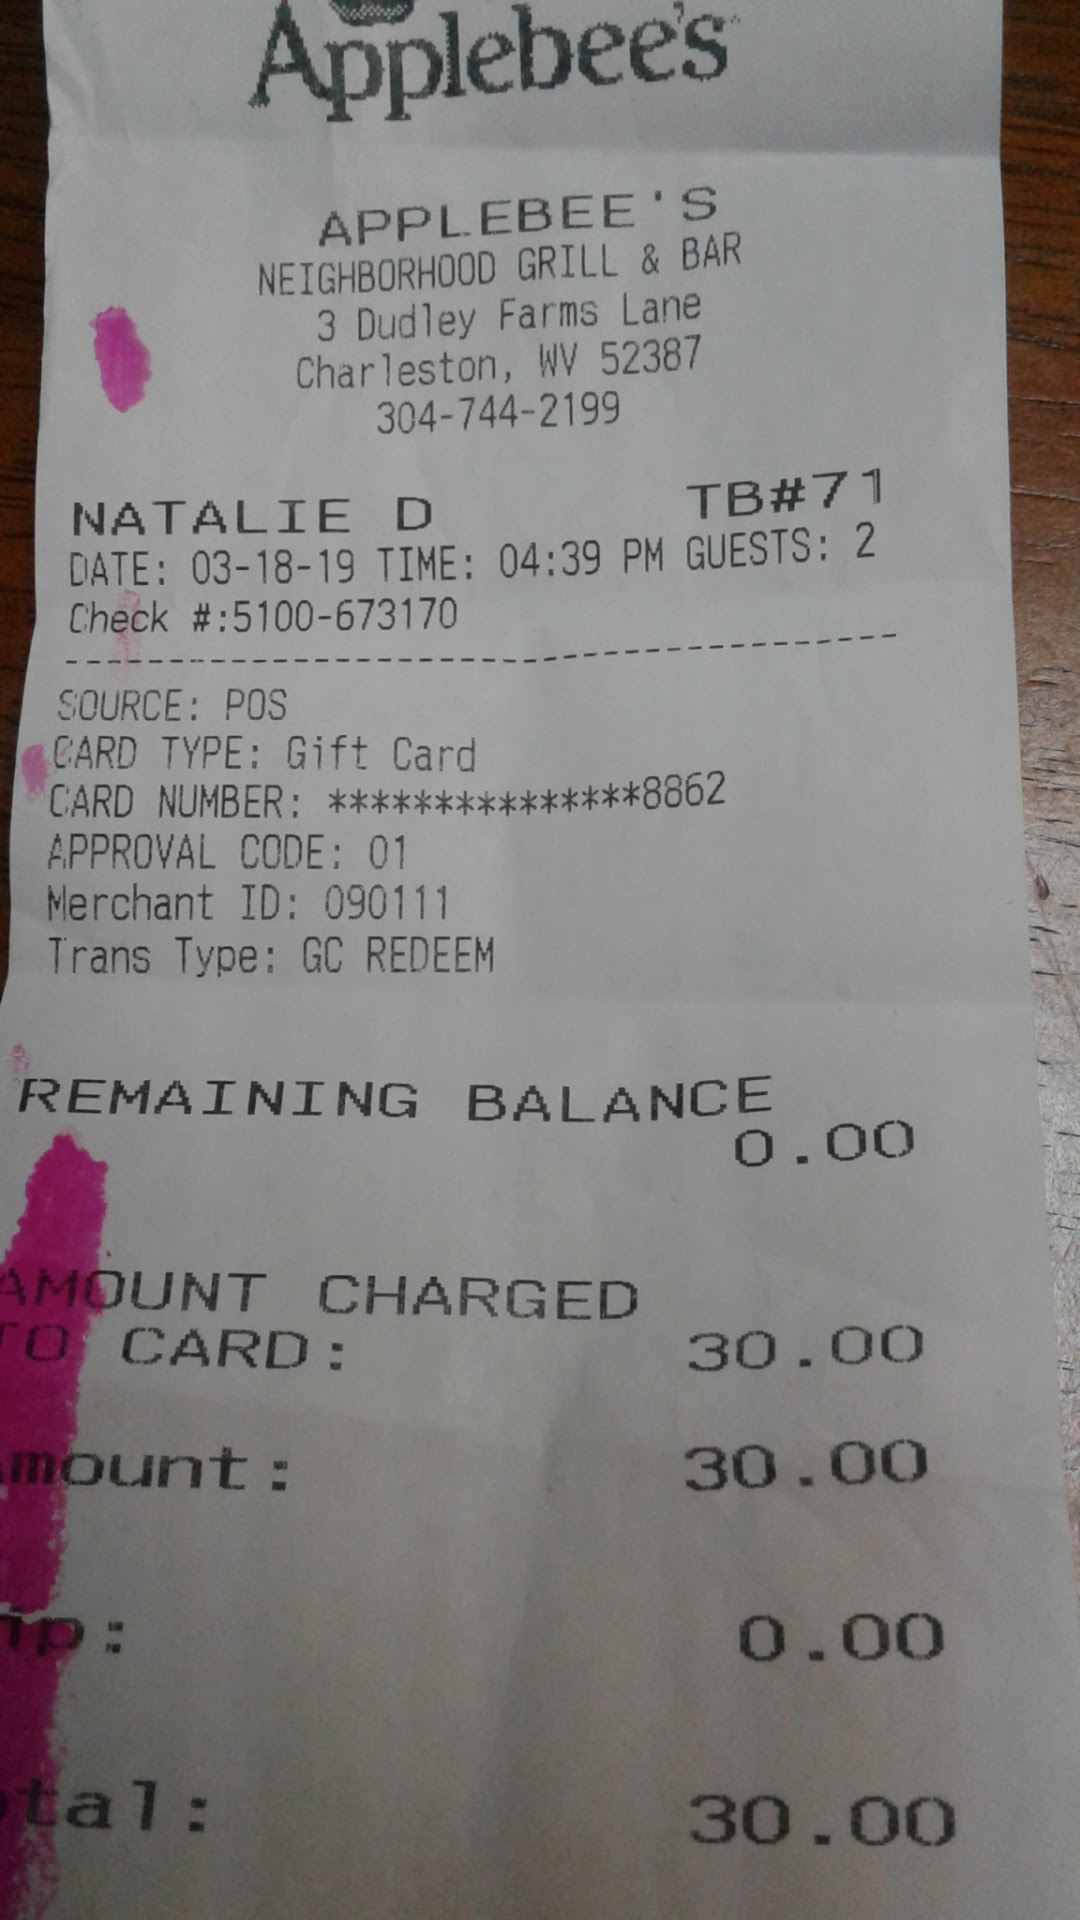 Applebee's
APPLEBEE'S
NEIGHBORHOOD GRILL & BAR
3 Dudley Farms Lane
Charleston, WV 52387
304-744-2199
NATALIE D TB#71
DATE: 03-18-19 TIME: 04:39 PM GUESTS: 2
Check #:5100-673170
SOURCE: POS
CARD TYPE: Gift Card
CARD NUMBER: ***************8862
APPROVAL CODE: 01
Merchant ID: 090111
Trans Type: GC REDEEM
REMAINING BALANCE
0.00
AMOUNT CHARGED
TO CARD: 30.00
mount: 30.00
ip: 0.00
tal: 30.00